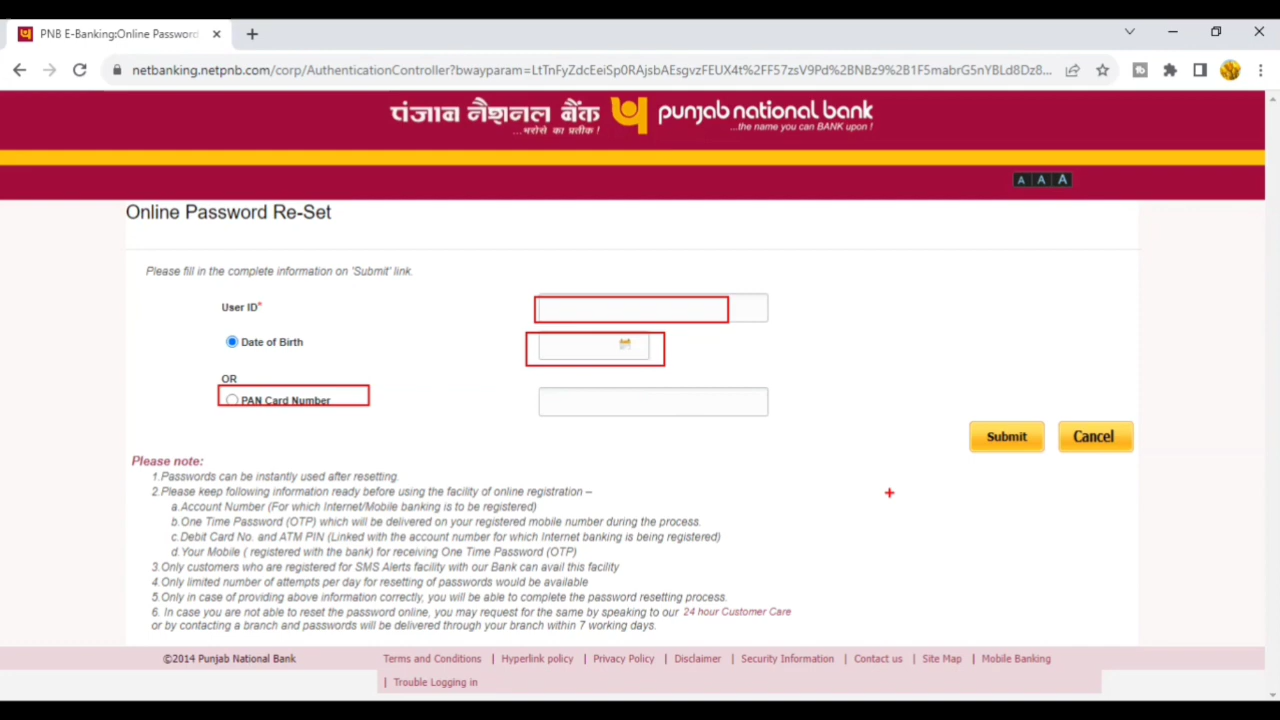 PNB E-Banking:Online Password
netbanking.netpnb.com/corp/AuthenticationController?bwayparam=LtTnFyZdcEeiSp0RAjsbAEsgvzFEUX4t%2FF57zsV9Pd%2BNBz9%2B1F5mabrG5nYBLd8Dz8...
पंजाब नैशनल बैंक punjab national bank
...भरोसे का प्रतीक ! ...the name you can BANK upon !
A A A
Online Password Re-Set
Please fill in the complete information on 'Submit' link.
User ID*
Date of Birth
OR
PAN Card Number
Submit Cancel
Please note:
1.Passwords can be instantly used after resetting.
2.Please keep following information ready before using the facility of online registration –
a.Account Number (For which Internet/Mobile banking is to be registered)
b.One Time Password (OTP) which will be delivered on your registered mobile number during the process.
c.Debit Card No. and ATM PIN (Linked with the account number for which Internet banking is being registered)
d.Your Mobile ( registered with the bank) for receiving One Time Password (OTP)
3.Only customers who are registered for SMS Alerts facility with our Bank can avail this facility
4.Only limited number of attempts per day for resetting of passwords would be available
5.Only in case of providing above information correctly, you will be able to complete the password resetting process.
6. In case you are not able to reset the password online, you may request for the same by speaking to our 24 hour Customer Care
or by contacting a branch and passwords will be delivered through your branch within 7 working days.
©2014 Punjab National Bank Terms and Conditions | Hyperlink policy | Privacy Policy | Disclaimer | Security Information | Contact us | Site Map | Mobile Banking
| Trouble Logging in